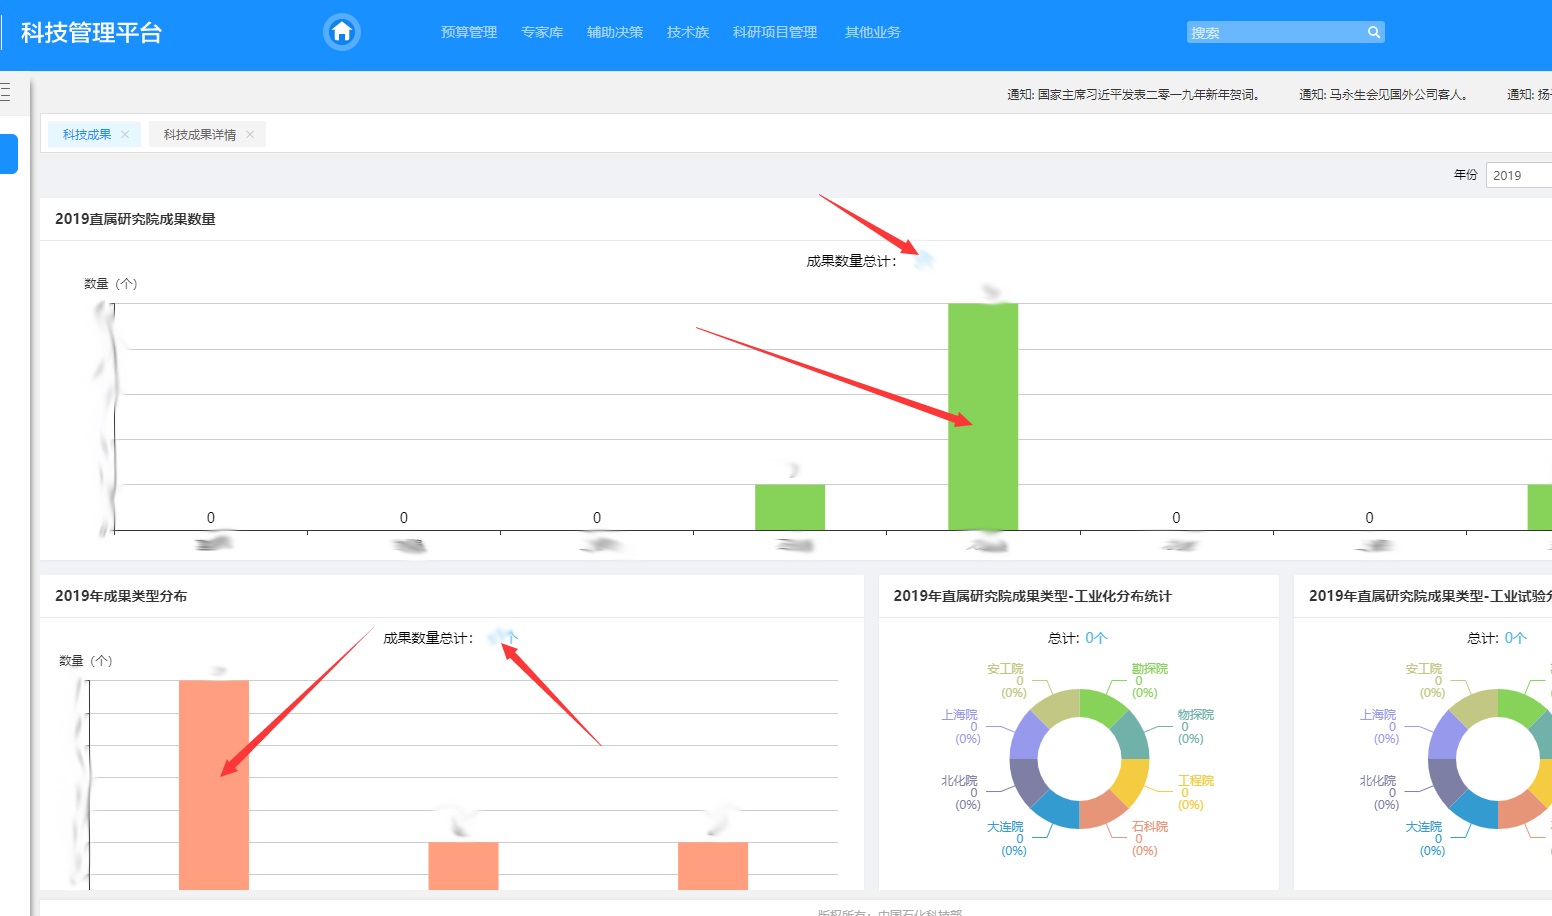 科技管理平台
预算管理 专家库 辅助决策 技术族 科研项目管理 其他业务
搜索
通知: 国家主席习近平发表二零一九年新年贺词。 通知: 马永生会见国外公司客人。 通知: 扬
科技成果 × 科技成果详情 ×
年份 2019
2019直属研究院成果数量
成果数量总计：
数量（个）
0 0 0 0 0
2019年成果类型分布
成果数量总计： 个
数量（个）
2019年直属研究院成果类型-工业化分布统计
总计: 0个
安工院
0
(0%)
勘探院
0
(0%)
上海院
0
(0%)
物探院
0
(0%)
北化院
0
(0%)
工程院
0
(0%)
大连院
0
(0%)
石科院
0
(0%)
2019年直属研究院成果类型-工业试验分
总计: 0个
安工院
0
(0%)
上海院
0
(0%)
北化院
0
(0%)
大连院
0
(0%)
版权所有：中国石化科技部